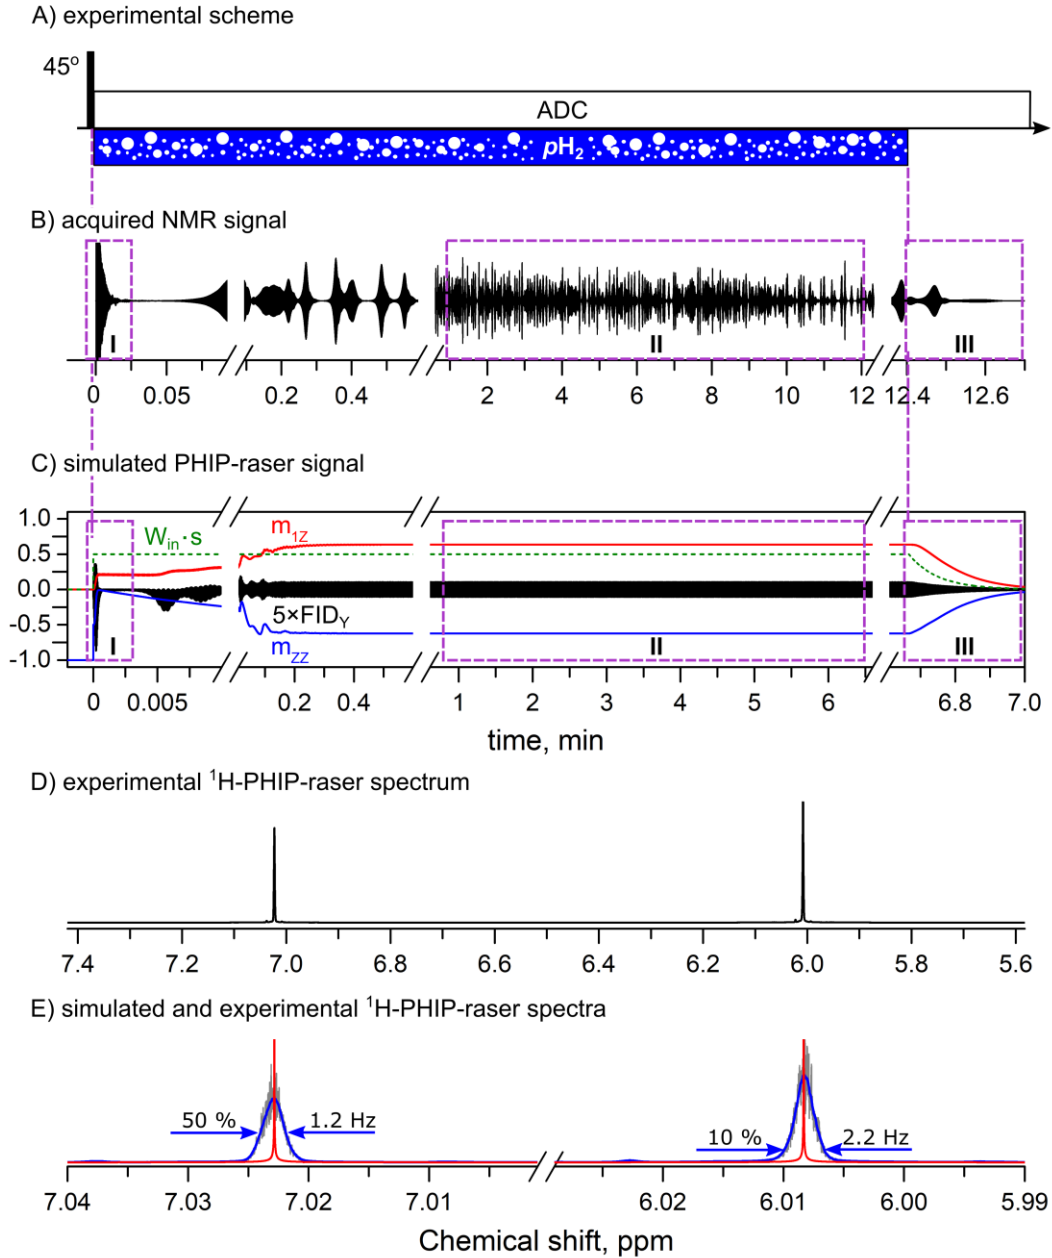 A) experimental scheme
45°
ADC
pH2
B) acquired NMR signal
I
II
III
0 0.05 0.2 0.4 2 4 6 8 10 12 12.4 12.6
C) simulated PHIP-raser signal
1.0
0.5
0.0
-0.5
-1.0
Win·s
m1Z
5×FIDY
mZZ
I
II
III
0 0.005 0.2 0.4 1 2 3 4 5 6 6.8 7.0
time, min
D) experimental 1H-PHIP-raser spectrum
7.4 7.2 7.0 6.8 6.6 6.4 6.2 6.0 5.8 5.6
E) simulated and experimental 1H-PHIP-raser spectra
50 % 1.2 Hz
10 % 2.2 Hz
7.04 7.03 7.02 7.01 6.02 6.01 6.00 5.99
Chemical shift, ppm